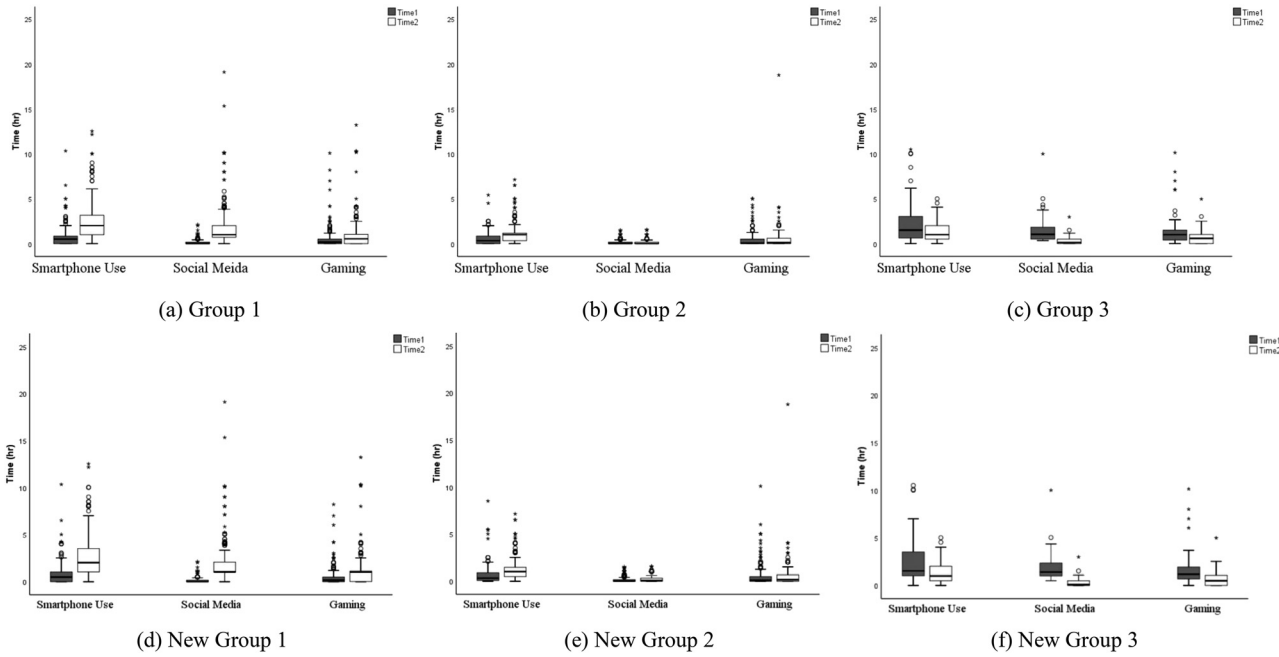 Time1
Time2
25
20
15
10
5
0
Time (hr)
Smartphone Use Social Meida Gaming
(a) Group 1
Time1
Time2
25
20
15
10
5
0
Time (hr)
Smartphone Use Social Media Gaming
(b) Group 2
Time1
Time2
25
20
15
10
5
0
Time (hr)
Smartphone Use Social Media Gaming
(c) Group 3
Time1
Time2
25
20
15
10
5
0
Time (hr)
Smartphone Use Social Media Gaming
(d) New Group 1
Time1
Time2
25
20
15
10
5
0
Time (hr)
Smartphone Use Social Media Gaming
(e) New Group 2
Time1
Time2
25
20
15
10
5
0
Time (hr)
Smartphone Use Social Media Gaming
(f) New Group 3